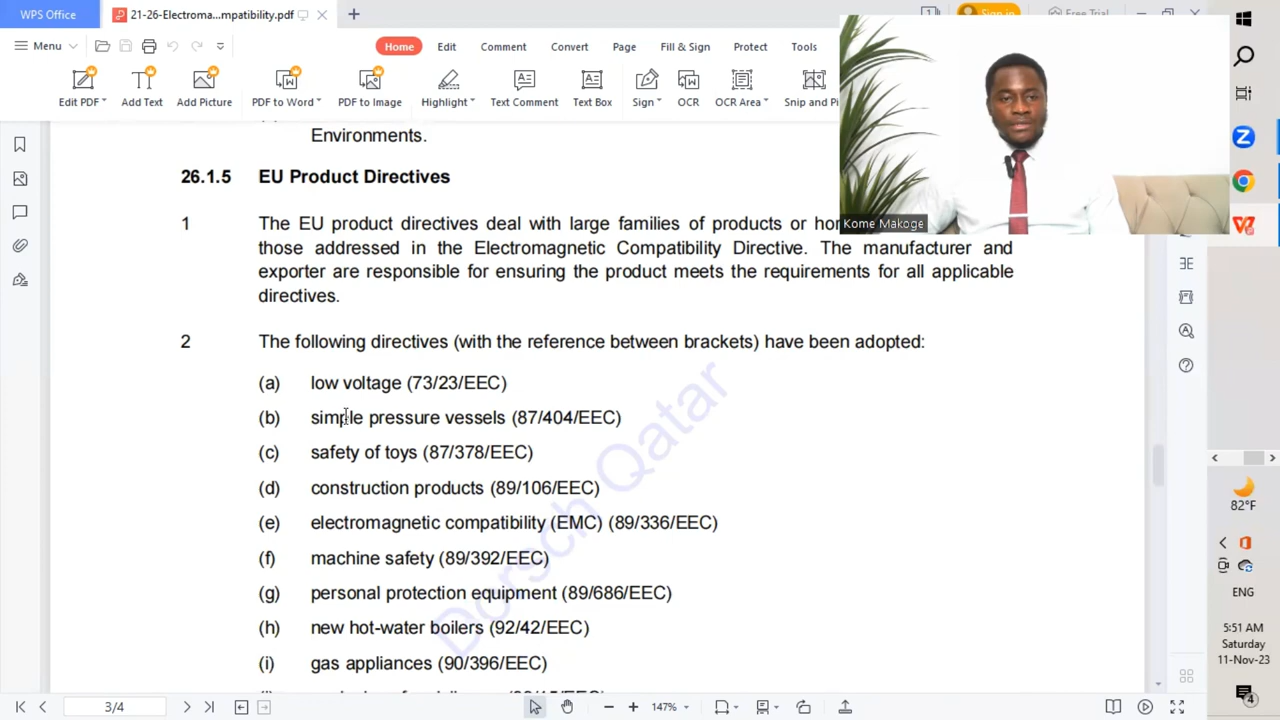 WPS Office
21-26-Electroma...mpatibility.pdf
Sign in
Free Trial
Menu
Home
Edit
Comment
Convert
Page
Fill & Sign
Protect
Tools
Edit PDF
Add Text
Add Picture
PDF to Word
PDF to Image
Highlight
Text Comment
Text Box
Sign
OCR
OCR Area
Snip and Pi
Environments.
26.1.5 EU Product Directives
1 The EU product directives deal with large families of products or hor
those addressed in the Electromagnetic Compatibility Directive. The manufacturer and
exporter are responsible for ensuring the product meets the requirements for all applicable
directives.
2 The following directives (with the reference between brackets) have been adopted:
(a) low voltage (73/23/EEC)
(b) simple pressure vessels (87/404/EEC)
(c) safety of toys (87/378/EEC)
(d) construction products (89/106/EEC)
(e) electromagnetic compatibility (EMC) (89/336/EEC)
(f) machine safety (89/392/EEC)
(g) personal protection equipment (89/686/EEC)
(h) new hot-water boilers (92/42/EEC)
(i) gas appliances (90/396/EEC)
Dorsch Qatar
Kome Makoge
82°F
ENG
5:51 AM
Saturday
11-Nov-23
4
3/4
147%